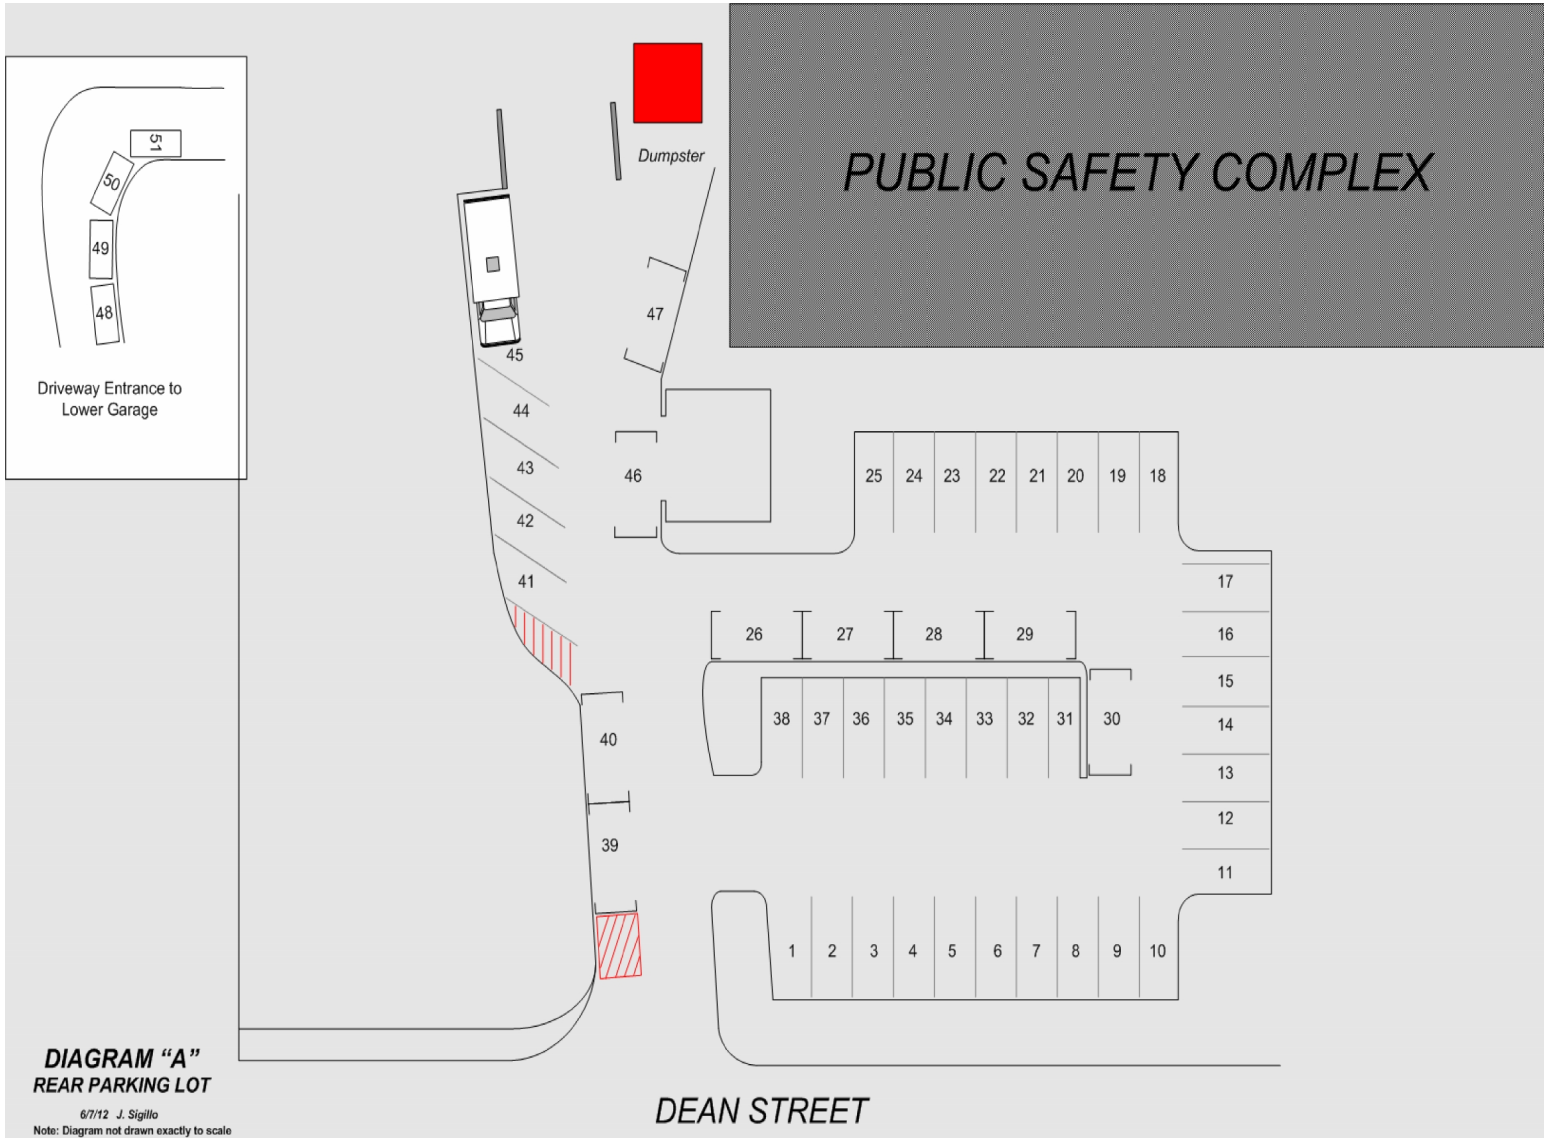 Dumpster
PUBLIC SAFETY COMPLEX
51
50
49
48
Driveway Entrance to
Lower Garage
47
45
44
43
42
41
46
25 24 23 22 21 20 19 18
17
16
15
14
13
12
11
26 27 28 29
38 37 36 35 34 33 32 31 30
40
39
1 2 3 4 5 6 7 8 9 10
DIAGRAM “A”
REAR PARKING LOT
6/7/12 J. Sigillo
Note: Diagram not drawn exactly to scale
DEAN STREET